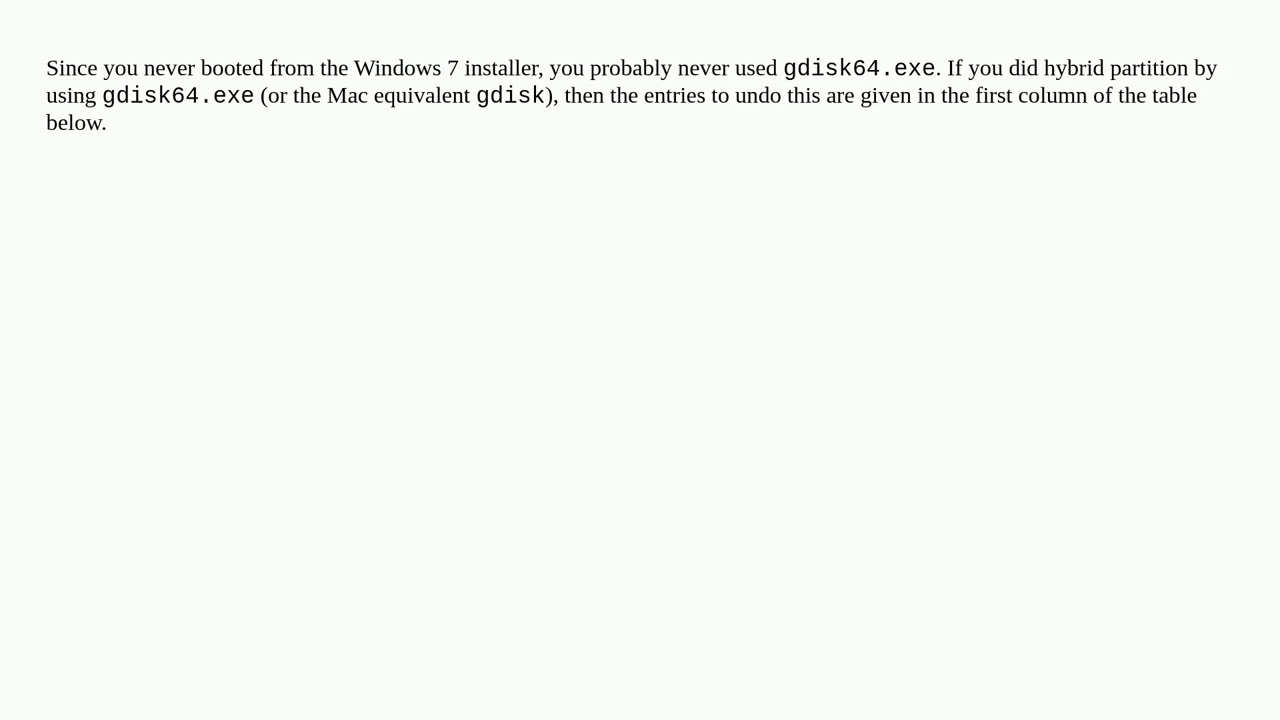 Since you never booted from the Windows 7 installer, you probably never used gdisk64.exe. If you did hybrid partition by
using gdisk64.exe (or the Mac equivalent gdisk), then the entries to undo this are given in the first column of the table
below.